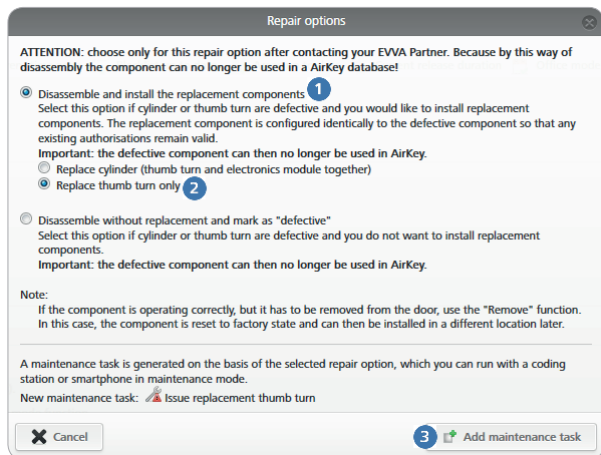 Repair options
ATTENTION: choose only for this repair option after contacting your EVVA Partner. Because by this way of
disassembly the component can no longer be used in a AirKey database!
Disassemble and install the replacement components 1
Select this option if cylinder or thumb turn are defective and you would like to install replacement
components. The replacement component is configured identically to the defective component so that any
existing authorisations remain valid.
Important: the defective component can then no longer be used in AirKey.
Replace cylinder (thumb turn and electronics module together)
Replace thumb turn only 2
Disassemble without replacement and mark as "defective"
Select this option if cylinder or thumb turn are defective and you do not want to install replacement
components.
Important: the defective component can then no longer be used in AirKey.
Note:
If the component is operating correctly, but it has to be removed from the door, use the "Remove" function.
In this case, the component is reset to factory state and can then be installed in a different location later.
A maintenance task is generated on the basis of the selected repair option, which you can run with a coding
station or smartphone in maintenance mode.
New maintenance task: Issue replacement thumb turn
Cancel 3 Add maintenance task